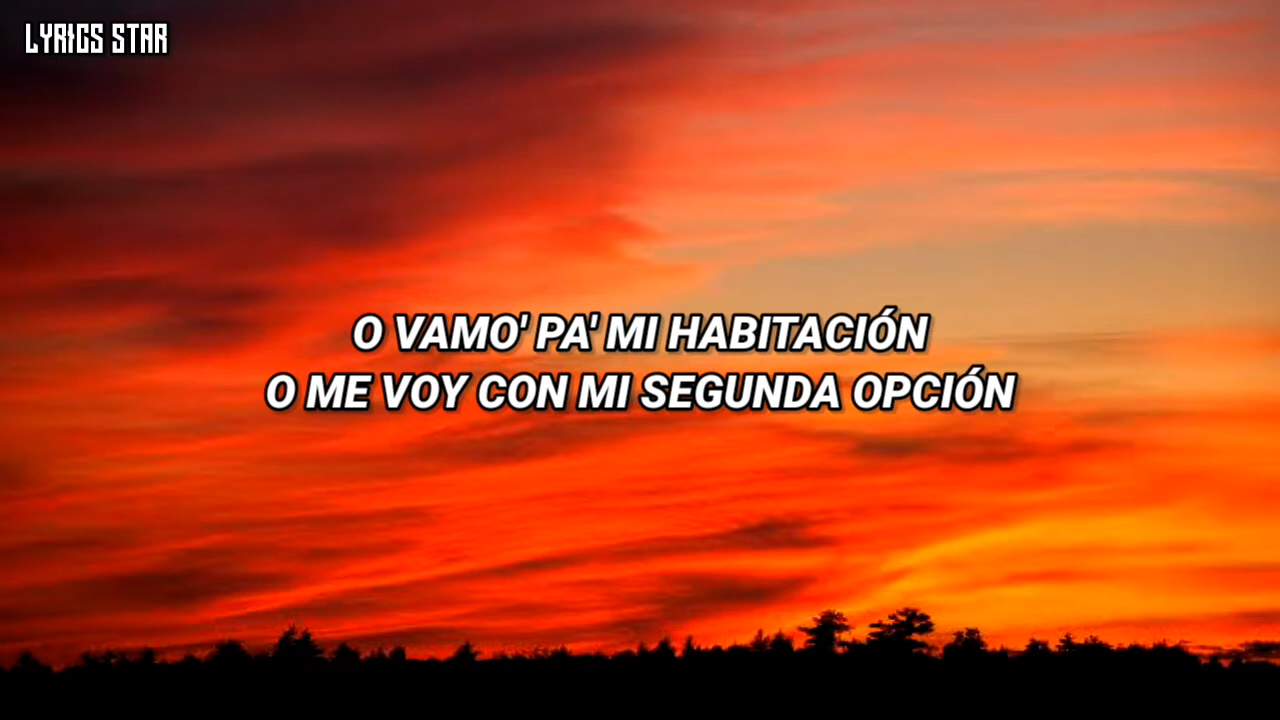 LYRICS STAR
O VAMO' PA' MI HABITACIÓN
O ME VOY CON MI SEGUNDA OPCIÓN